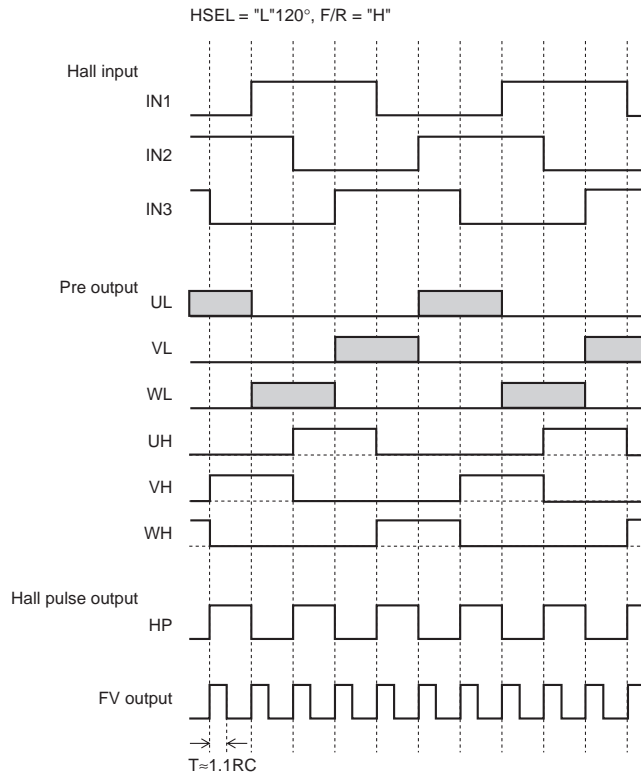 HSEL = "L"120°, F/R = "H"
Hall input
IN1
IN2
IN3
Pre output
UL
VL
WL
UH
VH
WH
Hall pulse output
HP
FV output
T≈1.1RC